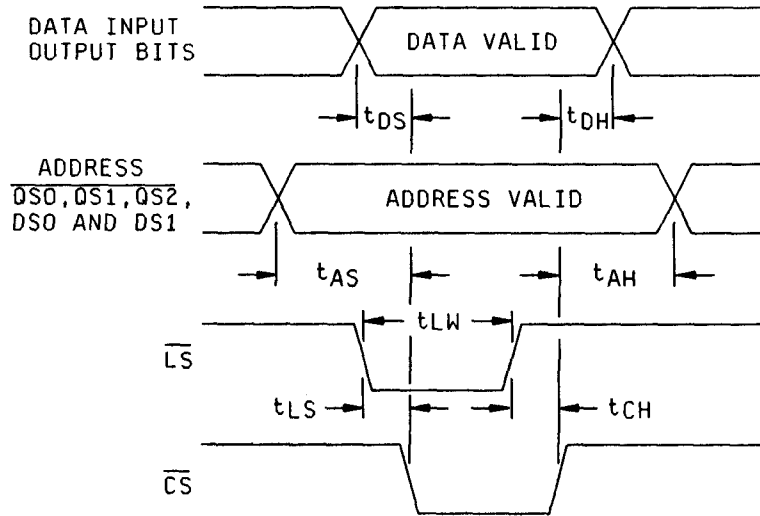 DATA INPUT
OUTPUT BITS
DATA VALID
tDS
tDH
ADDRESS
QS0,QS1,QS2,
DS0 AND DS1
ADDRESS VALID
tAS
tAH
tLW
LS
tLS
tCH
CS